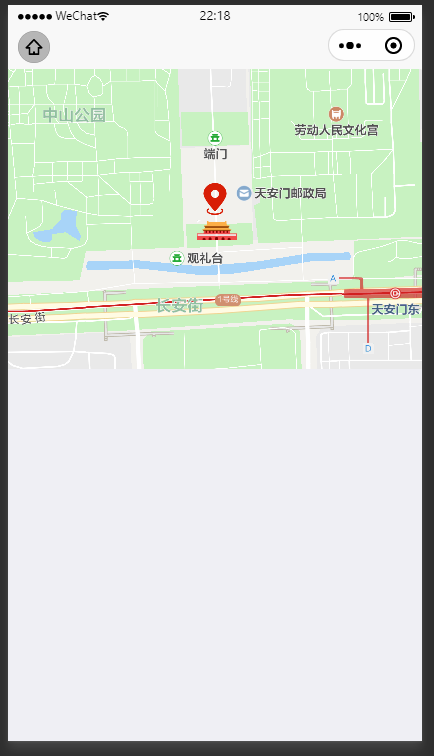 WeChat 22:18 100%
中山公园
劳动人民文化宫
端门
天安门邮政局
观礼台
A
长安街 1号线
天安门东
长安街
D